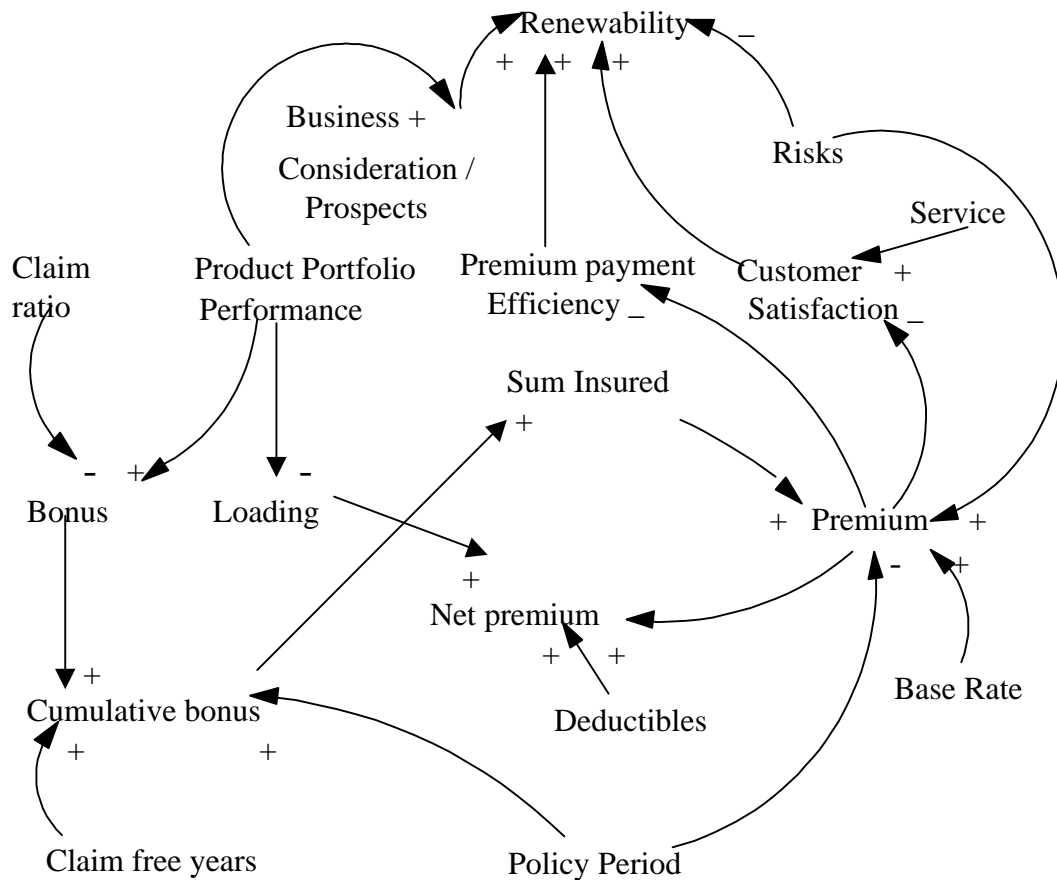 Renewability
_
+ + +
Business +
Consideration /
Prospects
Risks
Service
Claim
ratio
Product Portfolio
Performance
Premium payment
Efficiency _
Customer +
Satisfaction _
Sum Insured
+
- + -
Bonus
Loading
+ Premium +
- +
+
Net premium
+ +
+
Cumulative bonus
+ +
Deductibles
Base Rate
Claim free years
Policy Period